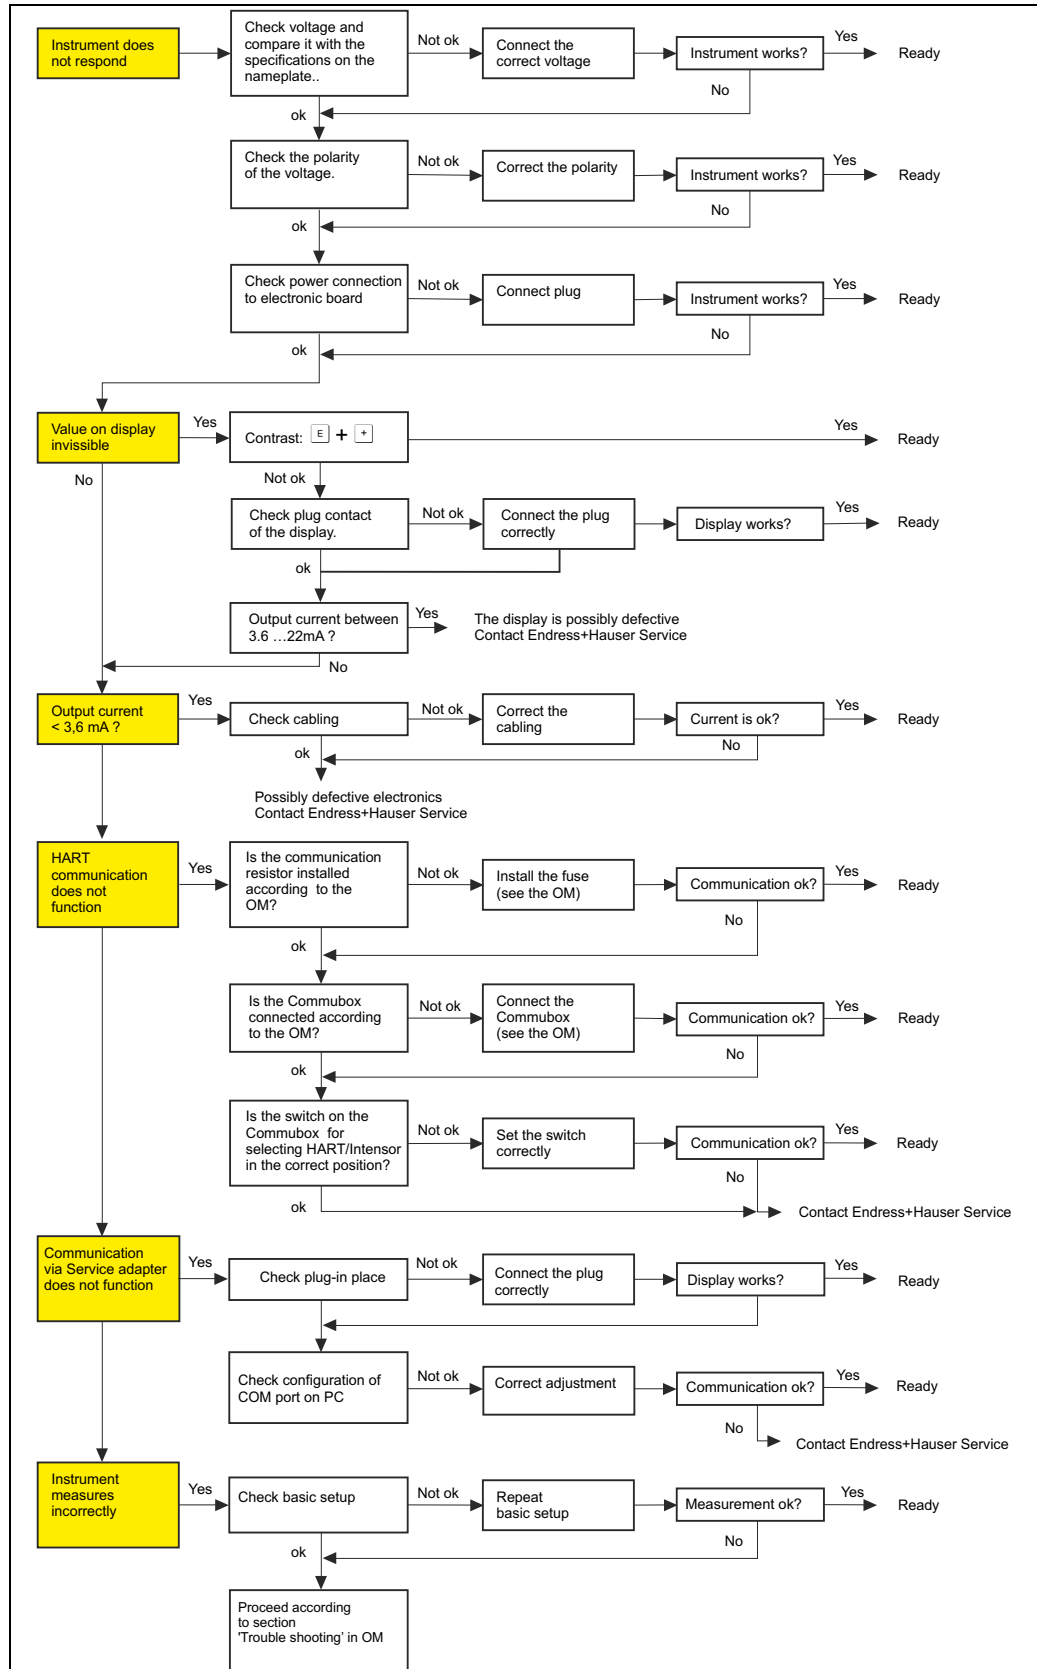 Instrument does
not respond
Check voltage and
compare it with the
specifications on the
nameplate..
Not ok
Connect the
correct voltage
Instrument works?
Yes
Ready
No
ok
Check the polarity
of the voltage.
Not ok
Correct the polarity
Instrument works?
Yes
Ready
No
ok
Check power connection
to electronic board
Not ok
Connect plug
Instrument works?
Yes
Ready
No
ok
Value on display
invissible
Yes
Contrast: E + +
Yes
Ready
No
Not ok
Check plug contact
of the display.
Not ok
Connect the plug
correctly
Display works?
Yes
Ready
ok
Output current between
3.6 ...22mA ?
Yes
The display is possibly defective
Contact Endress+Hauser Service
No
Output current
< 3,6 mA ?
Yes
Check cabling
Not ok
Correct the
cabling
Current is ok?
Yes
Ready
No
ok
Possibly defective electronics
Contact Endress+Hauser Service
HART
communication
does not
function
Yes
Is the communication
resistor installed
according to the
OM?
Not ok
Install the fuse
(see the OM)
Communication ok?
Yes
Ready
No
ok
Is the Commubox
connected according
to the OM?
Not ok
Connect the
Commubox
(see the OM)
Communication ok?
Yes
Ready
No
ok
Is the switch on the
Commubox for
selecting HART/Intensor
in the correct position?
Not ok
Set the switch
correctly
Communication ok?
Yes
Ready
No
ok
Contact Endress+Hauser Service
Communication
via Service adapter
does not function
Yes
Check plug-in place
Not ok
Connect the plug
correctly
Display works?
Yes
Ready
Check configuration of
COM port on PC
Not ok
Correct adjustment
Communication ok?
Yes
Ready
No
Contact Endress+Hauser Service
Instrument
measures
incorrectly
Yes
Check basic setup
Not ok
Repeat
basic setup
Measurement ok?
Yes
Ready
No
ok
Proceed according
to section
'Trouble shooting' in OM